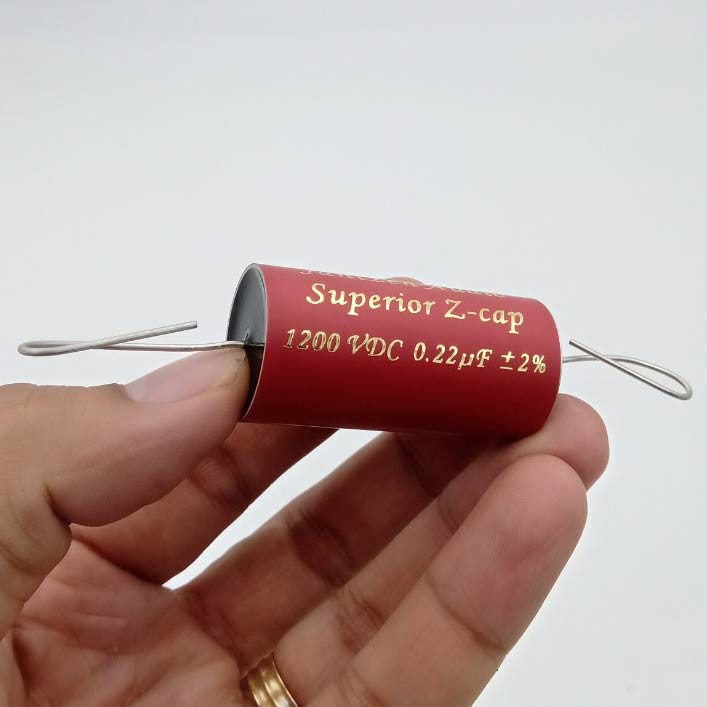 Superior Z-cap
1200 VDC 0.22µF ±2%